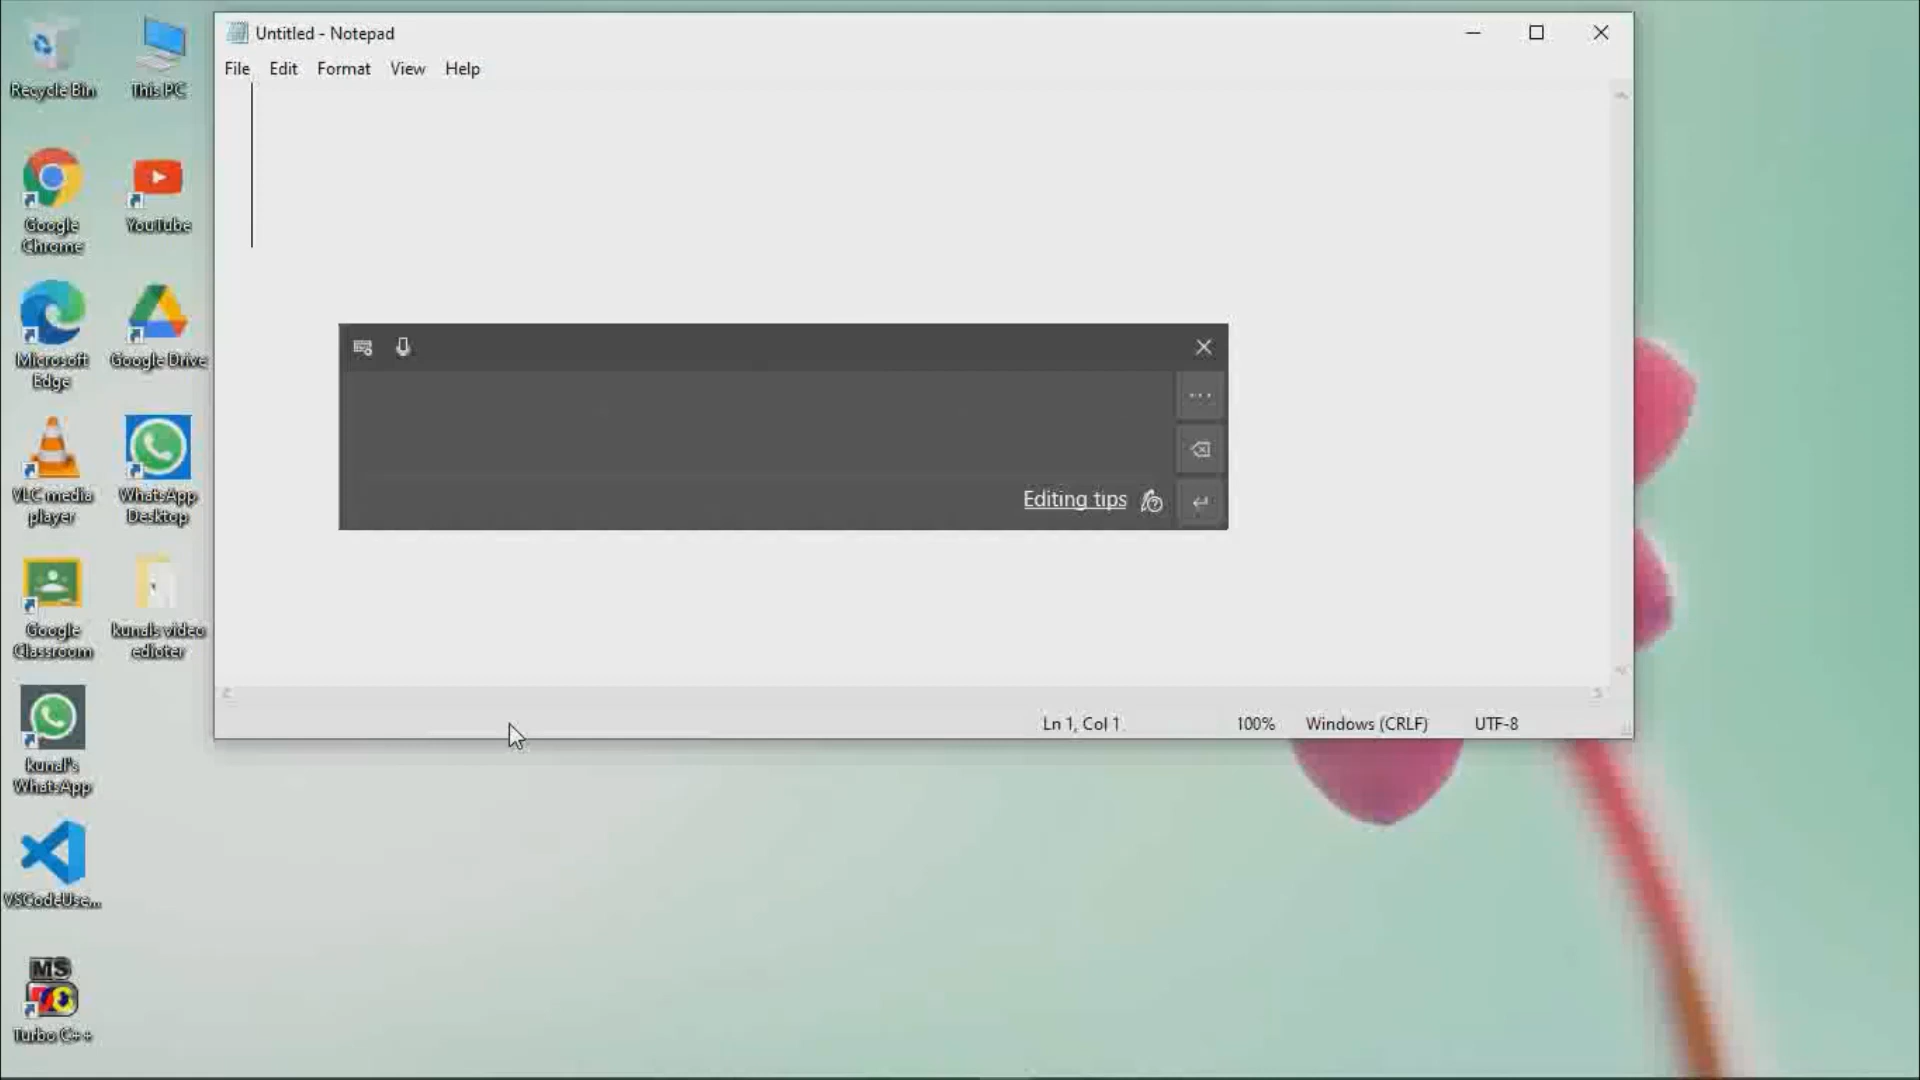 Untitled - Notepad
File Edit Format View Help
Recycle Bin
This PC
Google
Chrome
YouTube
Microsoft
Edge
Google Drive
VLC media
player
WhatsApp
Desktop
Google
Classroom
kunals video
edioter
kunal's
WhatsApp
VSCodeUse...
MS
Turbo C++
Editing tips
Ln 1, Col 1
100%
Windows (CRLF)
UTF-8